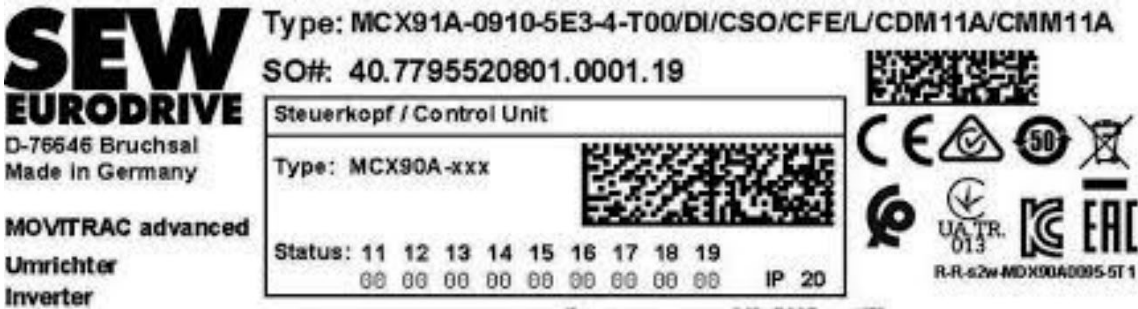 SEW
EURODRIVE
D-76646 Bruchsal
Made in Germany
MOVITRAC advanced
Umrichter
Inverter
Type: MCX91A-0910-5E3-4-T00/DI/CSO/CFE/L/CDM11A/CMM11A
SO#: 40.7795520801.0001.19
Steuerkopf / Control Unit
Type: MCX90A-xxx
Status: 11 12 13 14 15 16 17 18 19
00 00 00 00 00 00 00 00 00
IP 20
CE
50
UA.TR.
013
EAC
R-R-s2w-MDX90A0095-5T1